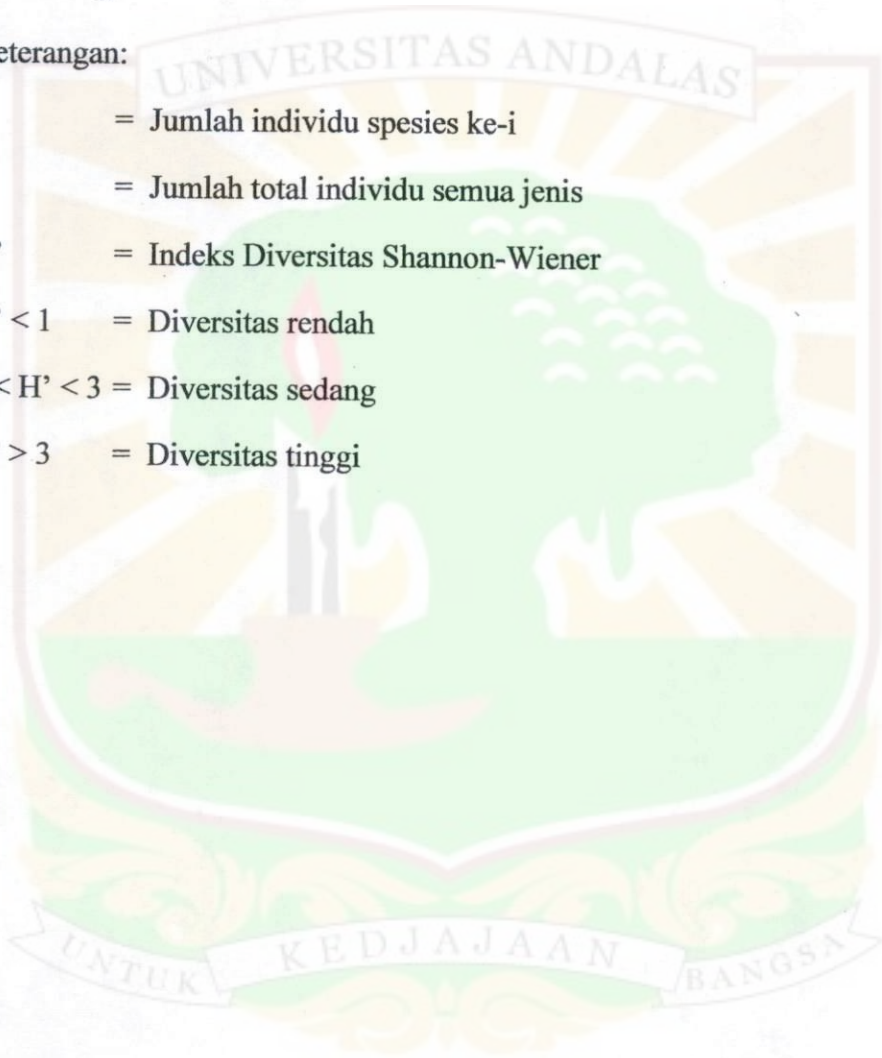 UNIVERSITAS ANDALAS
eterangan:
= Jumlah individu spesies ke-i
= Jumlah total individu semua jenis
’ = Indeks Diversitas Shannon-Wiener
< 1 = Diversitas rendah
< H’ < 3 = Diversitas sedang
> 3 = Diversitas tinggi
UNTUK KEDJAJAAN BANGSA